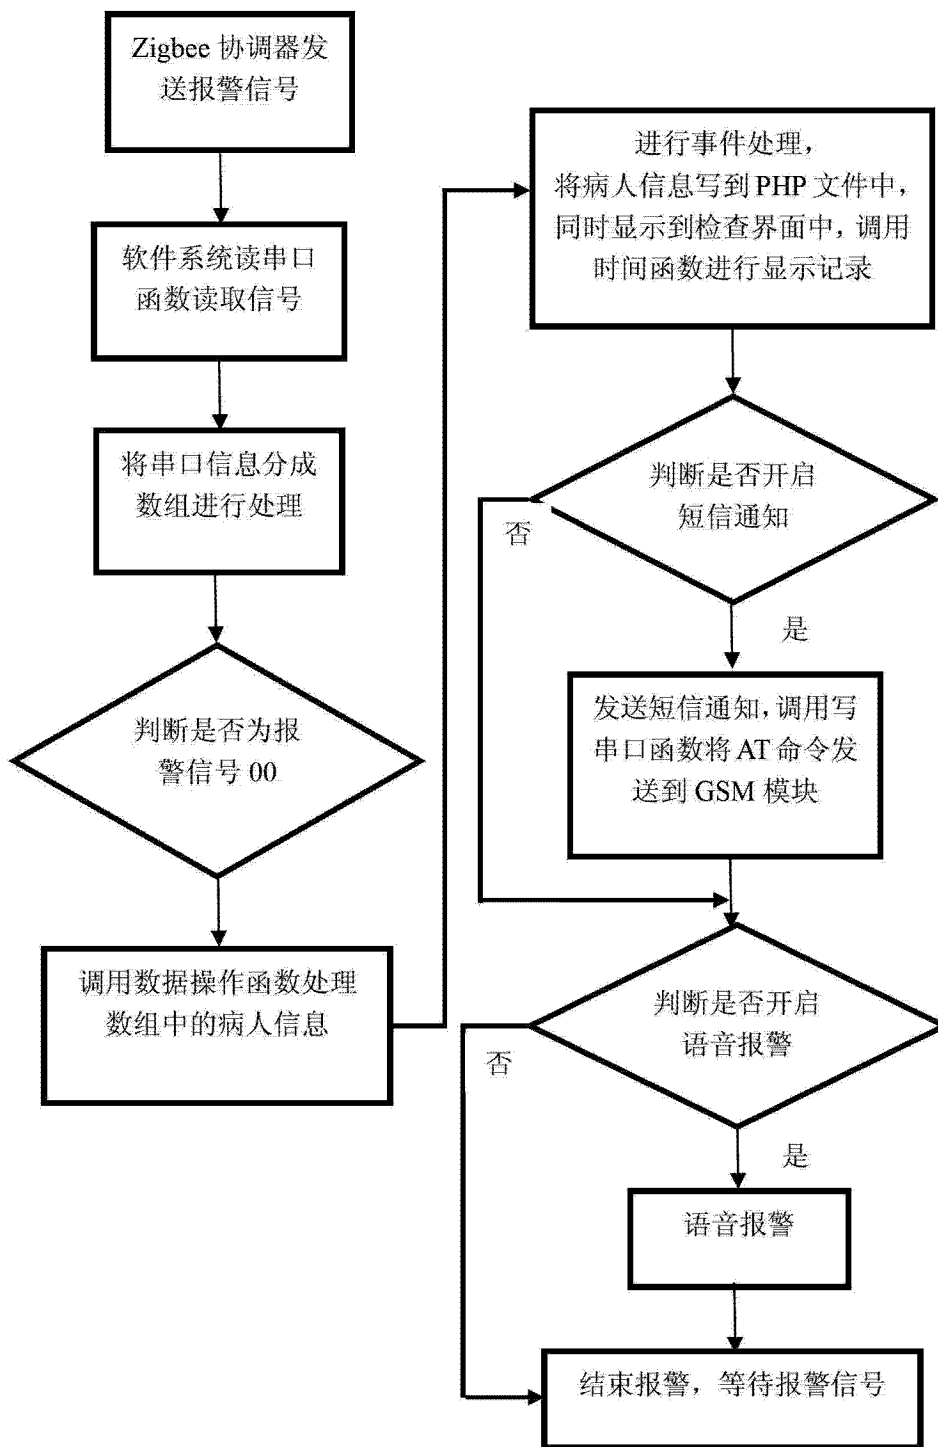 Zigbee 协调器发
送报警信号
软件系统读串口
函数读取信号
将串口信息分成
数组进行处理
判断是否为报
警信号 00
调用数据操作函数处理
数组中的病人信息
进行事件处理，
将病人信息写到 PHP 文件中，
同时显示到检查界面中，调用
时间函数进行显示记录
判断是否开启
短信通知
否
是
发送短信通知，调用写
串口函数将 AT 命令发
送到 GSM 模块
判断是否开启
语音报警
否
是
语音报警
结束报警，等待报警信号